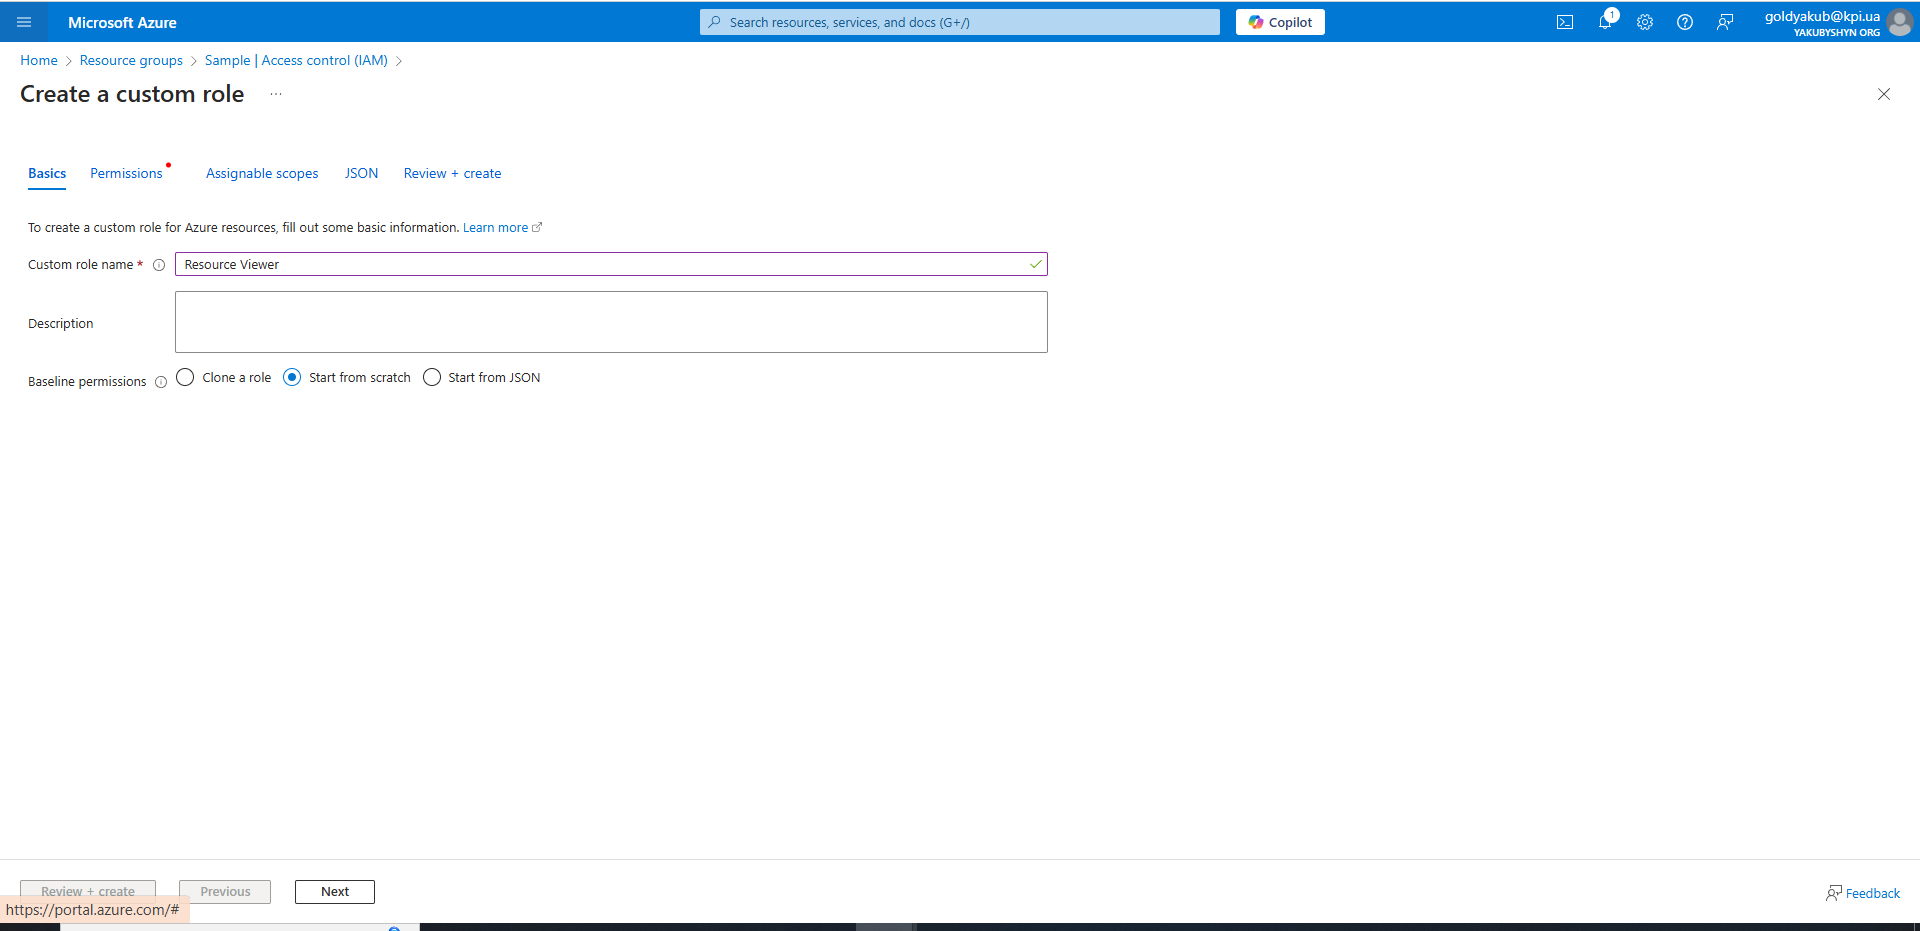 Microsoft Azure
Search resources, services, and docs (G+/)
Copilot
1
goldyakub@kpi.ua
YAKUBYSHYN ORG
Home > Resource groups > Sample | Access control (IAM) >
Create a custom role ...
Basics Permissions Assignable scopes JSON Review + create
To create a custom role for Azure resources, fill out some basic information. Learn more
Custom role name * Resource Viewer
Description
Baseline permissions Clone a role Start from scratch Start from JSON
Review + create Previous Next Feedback
https://portal.azure.com/#